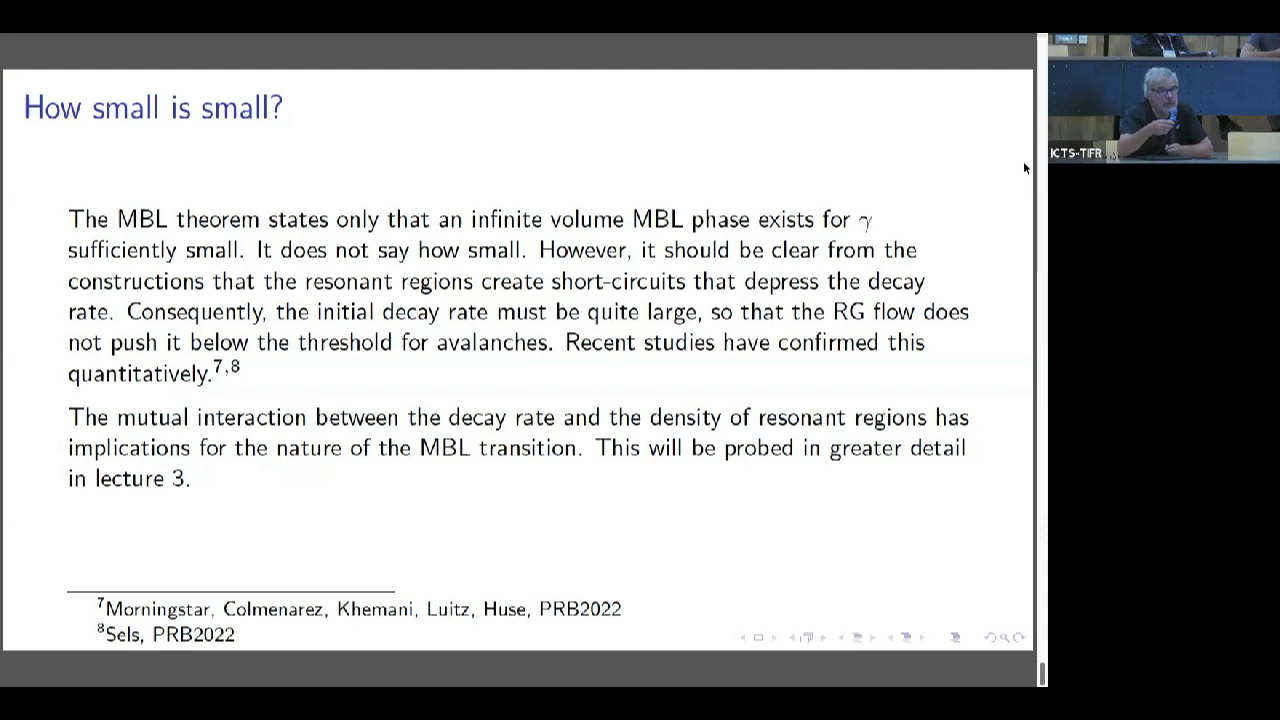 How small is small?
The MBL theorem states only that an infinite volume MBL phase exists for γ
sufficiently small. It does not say how small. However, it should be clear from the
constructions that the resonant regions create short-circuits that depress the decay
rate. Consequently, the initial decay rate must be quite large, so that the RG flow does
not push it below the threshold for avalanches. Recent studies have confirmed this
quantitatively.7,8
The mutual interaction between the decay rate and the density of resonant regions has
implications for the nature of the MBL transition. This will be probed in greater detail
in lecture 3.
7Morningstar, Colmenarez, Khemani, Luitz, Huse, PRB2022
8Sels, PRB2022
ICTS-TIFR